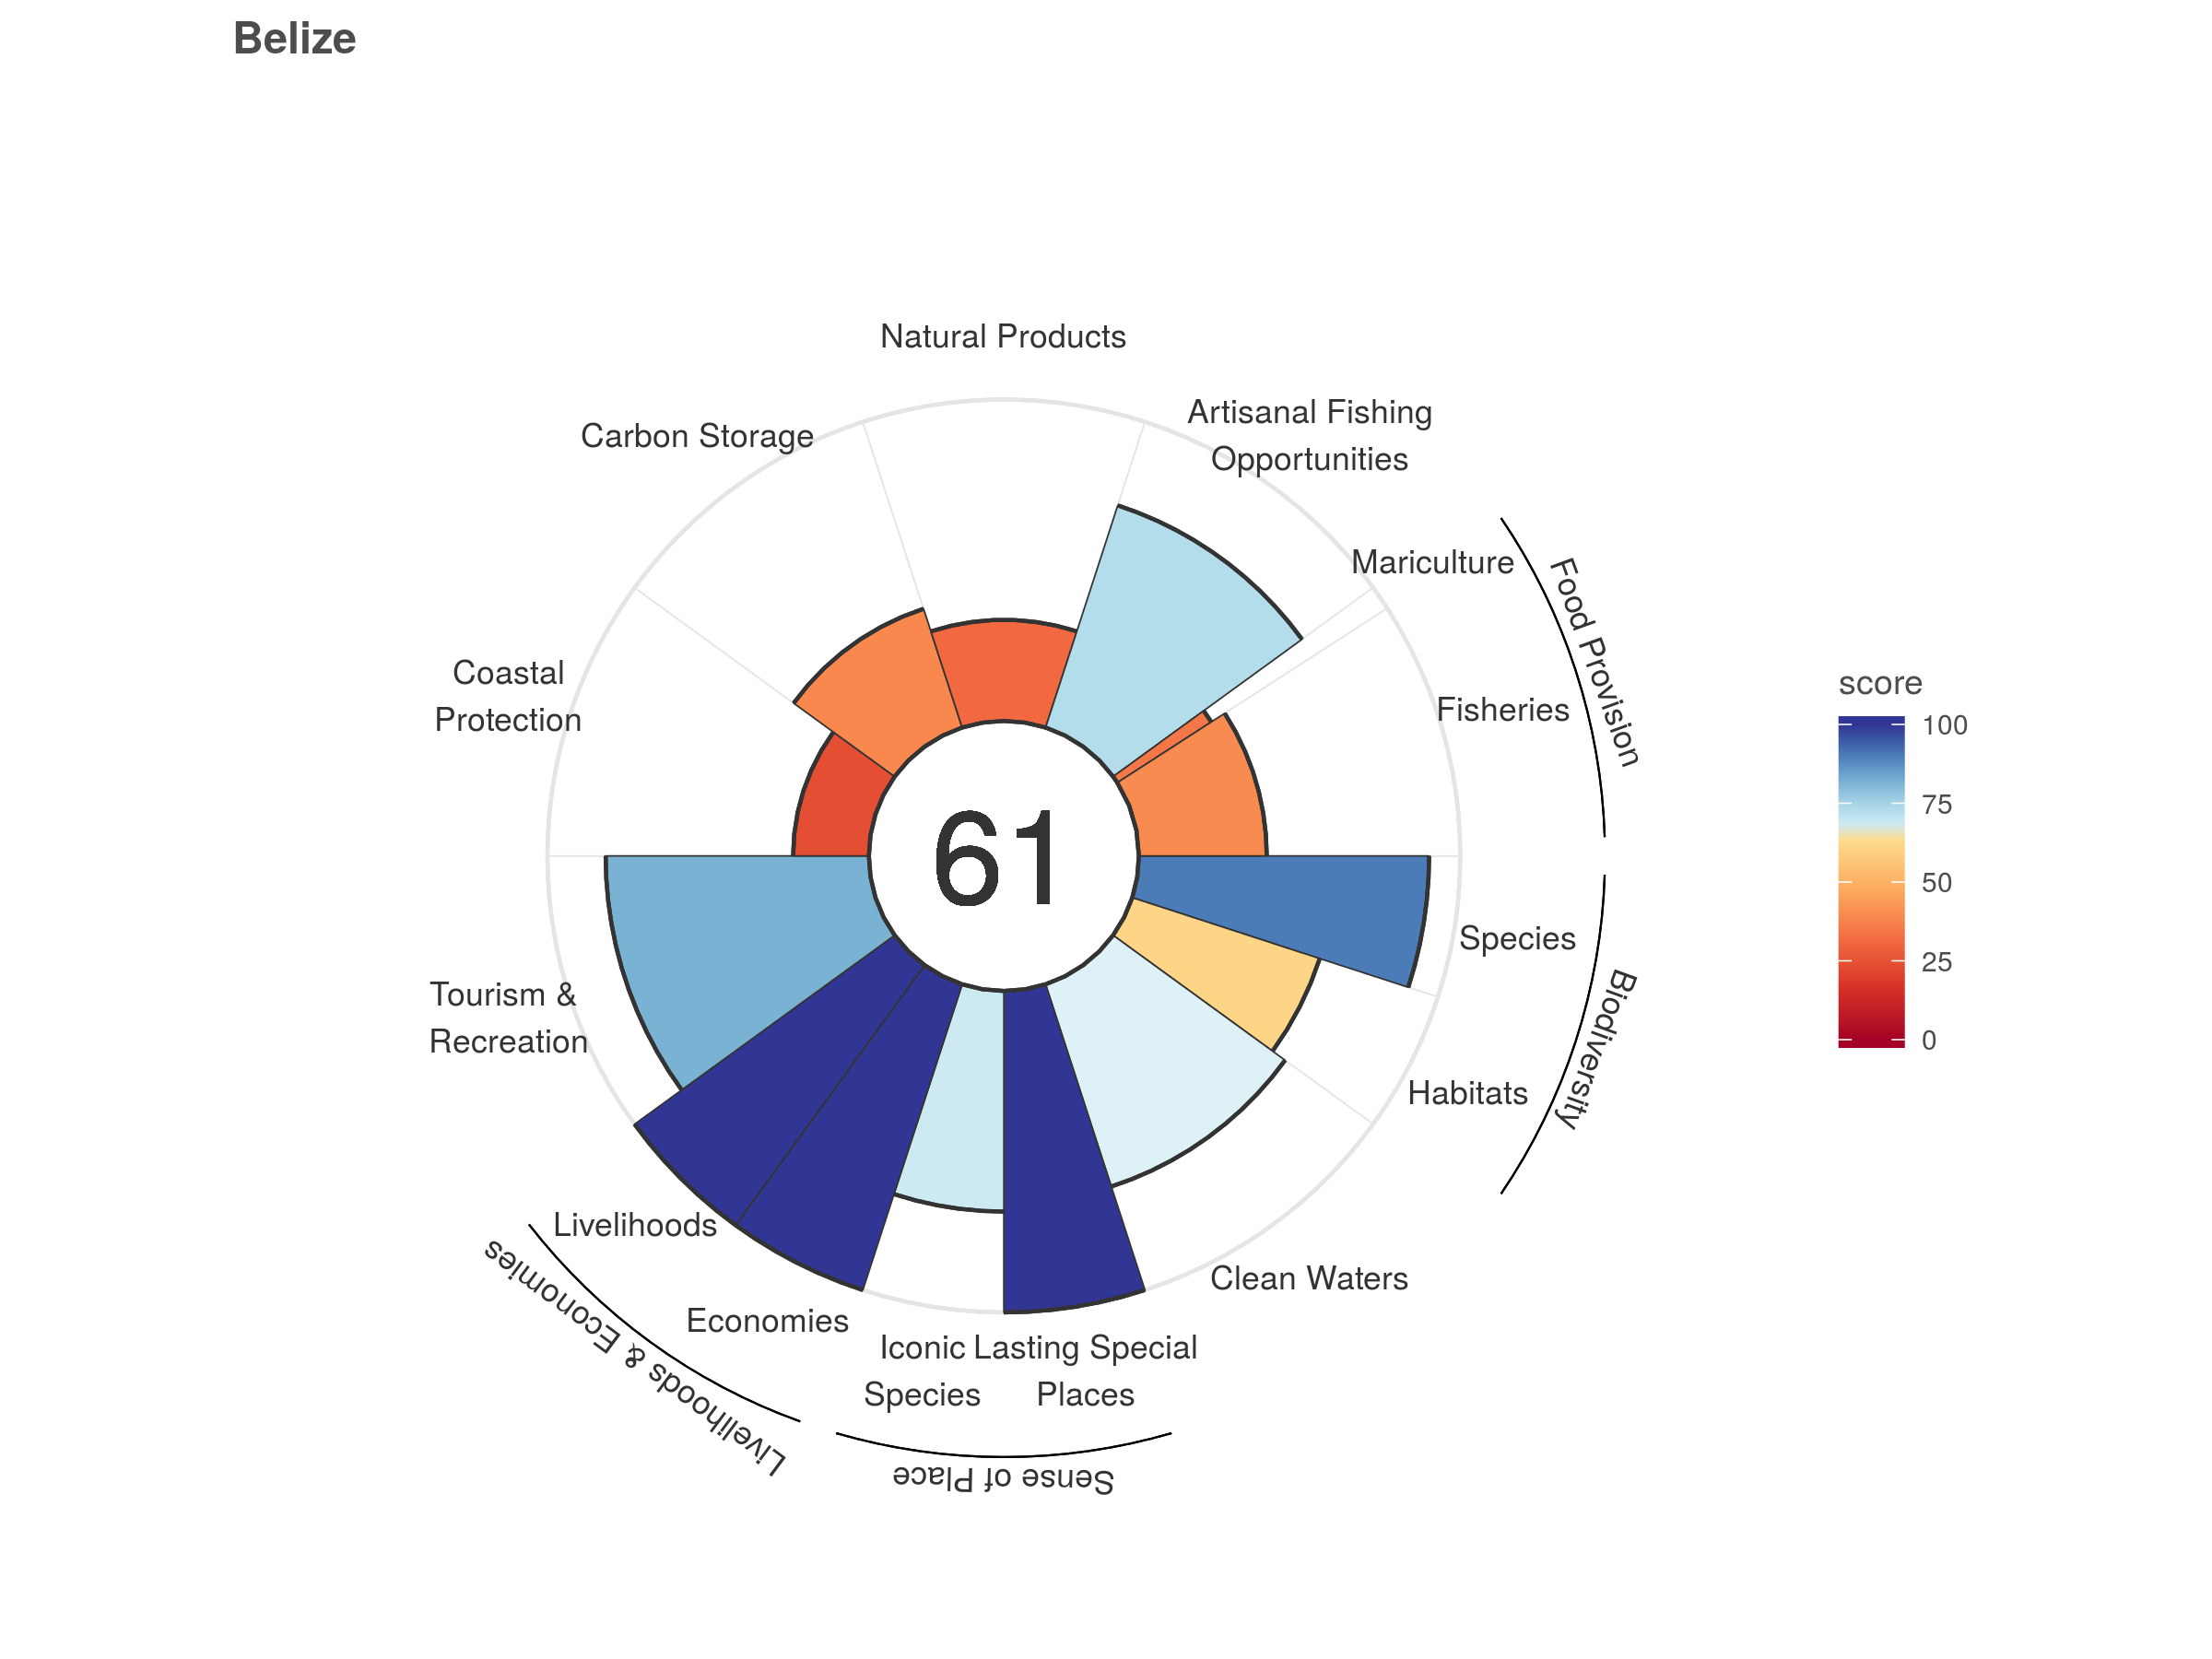 Belize
Natural Products
Artisanal Fishing
Opportunities
Carbon Storage
Mariculture
Food Provision
Coastal
Protection
Fisheries
61
Species
Biodiversity
Tourism &
Recreation
Habitats
Livelihoods
Economies
Livelihoods & Economies
Clean Waters
Iconic
Species
Lasting Special
Places
Sense of Place
score
100
75
50
25
0